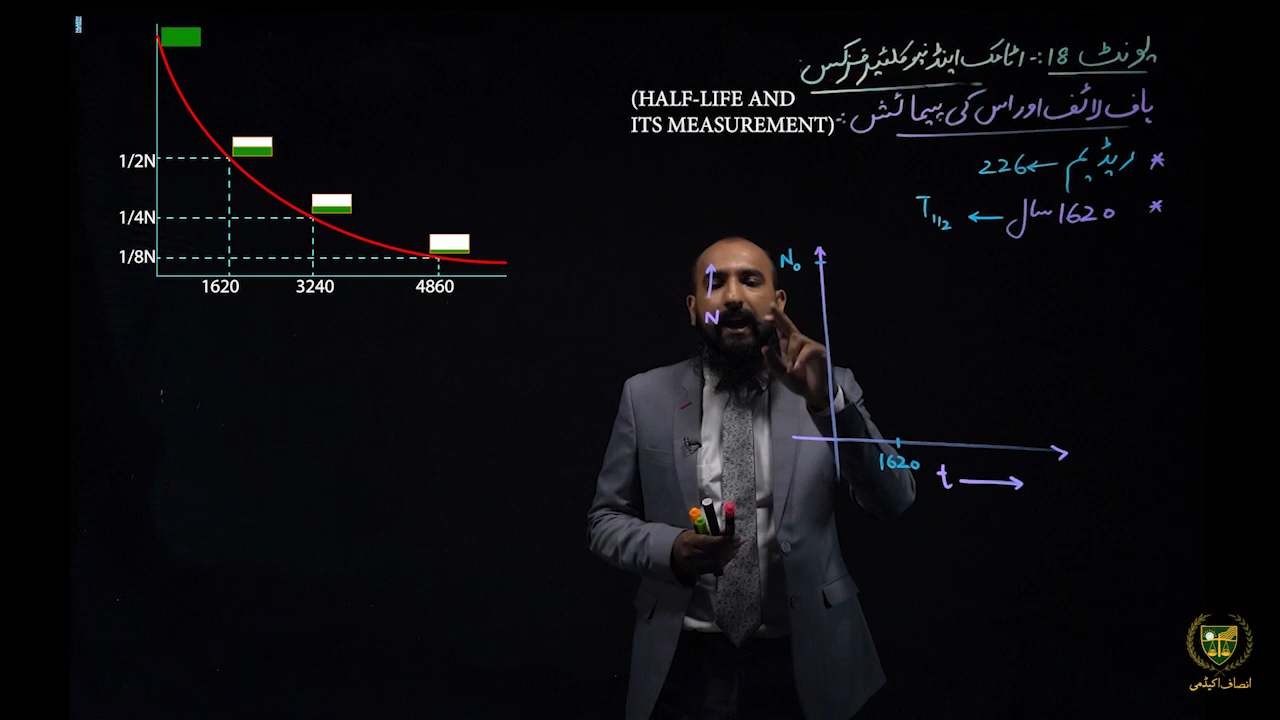 یونٹ 18:- اٹامک اینڈ نیوکلئیر فزکس
ہاف لائف اور اس کی پیمائش:-
(HALF-LIFE AND
ITS MEASUREMENT)
* ریڈیم → 226
* 1620 سال → T1/2
1/2N
1/4N
1/8N
1620
3240
4860
N₀
N
1620
t
انصاف اکیڈمی